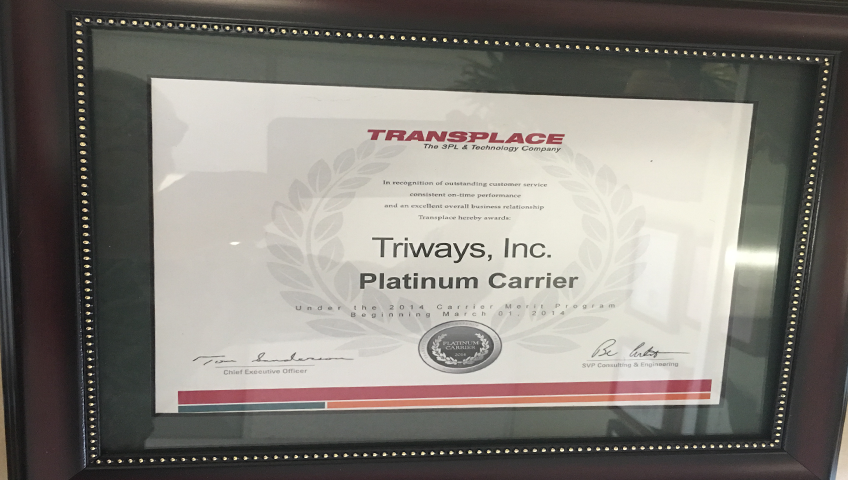 TRANSPLACE
The 3PL & Technology Company
In recognition of outstanding customer service
consistent on-time performance
and an excellent overall business relationship
Transplace hereby awards:
Triways, Inc.
Platinum Carrier
Under the 2014 Carrier Merit Program
Beginning March 01, 2014
PLATINUM
CARRIER
Tom Sanderson
Chief Executive Officer
SVP Consulting & Engineering